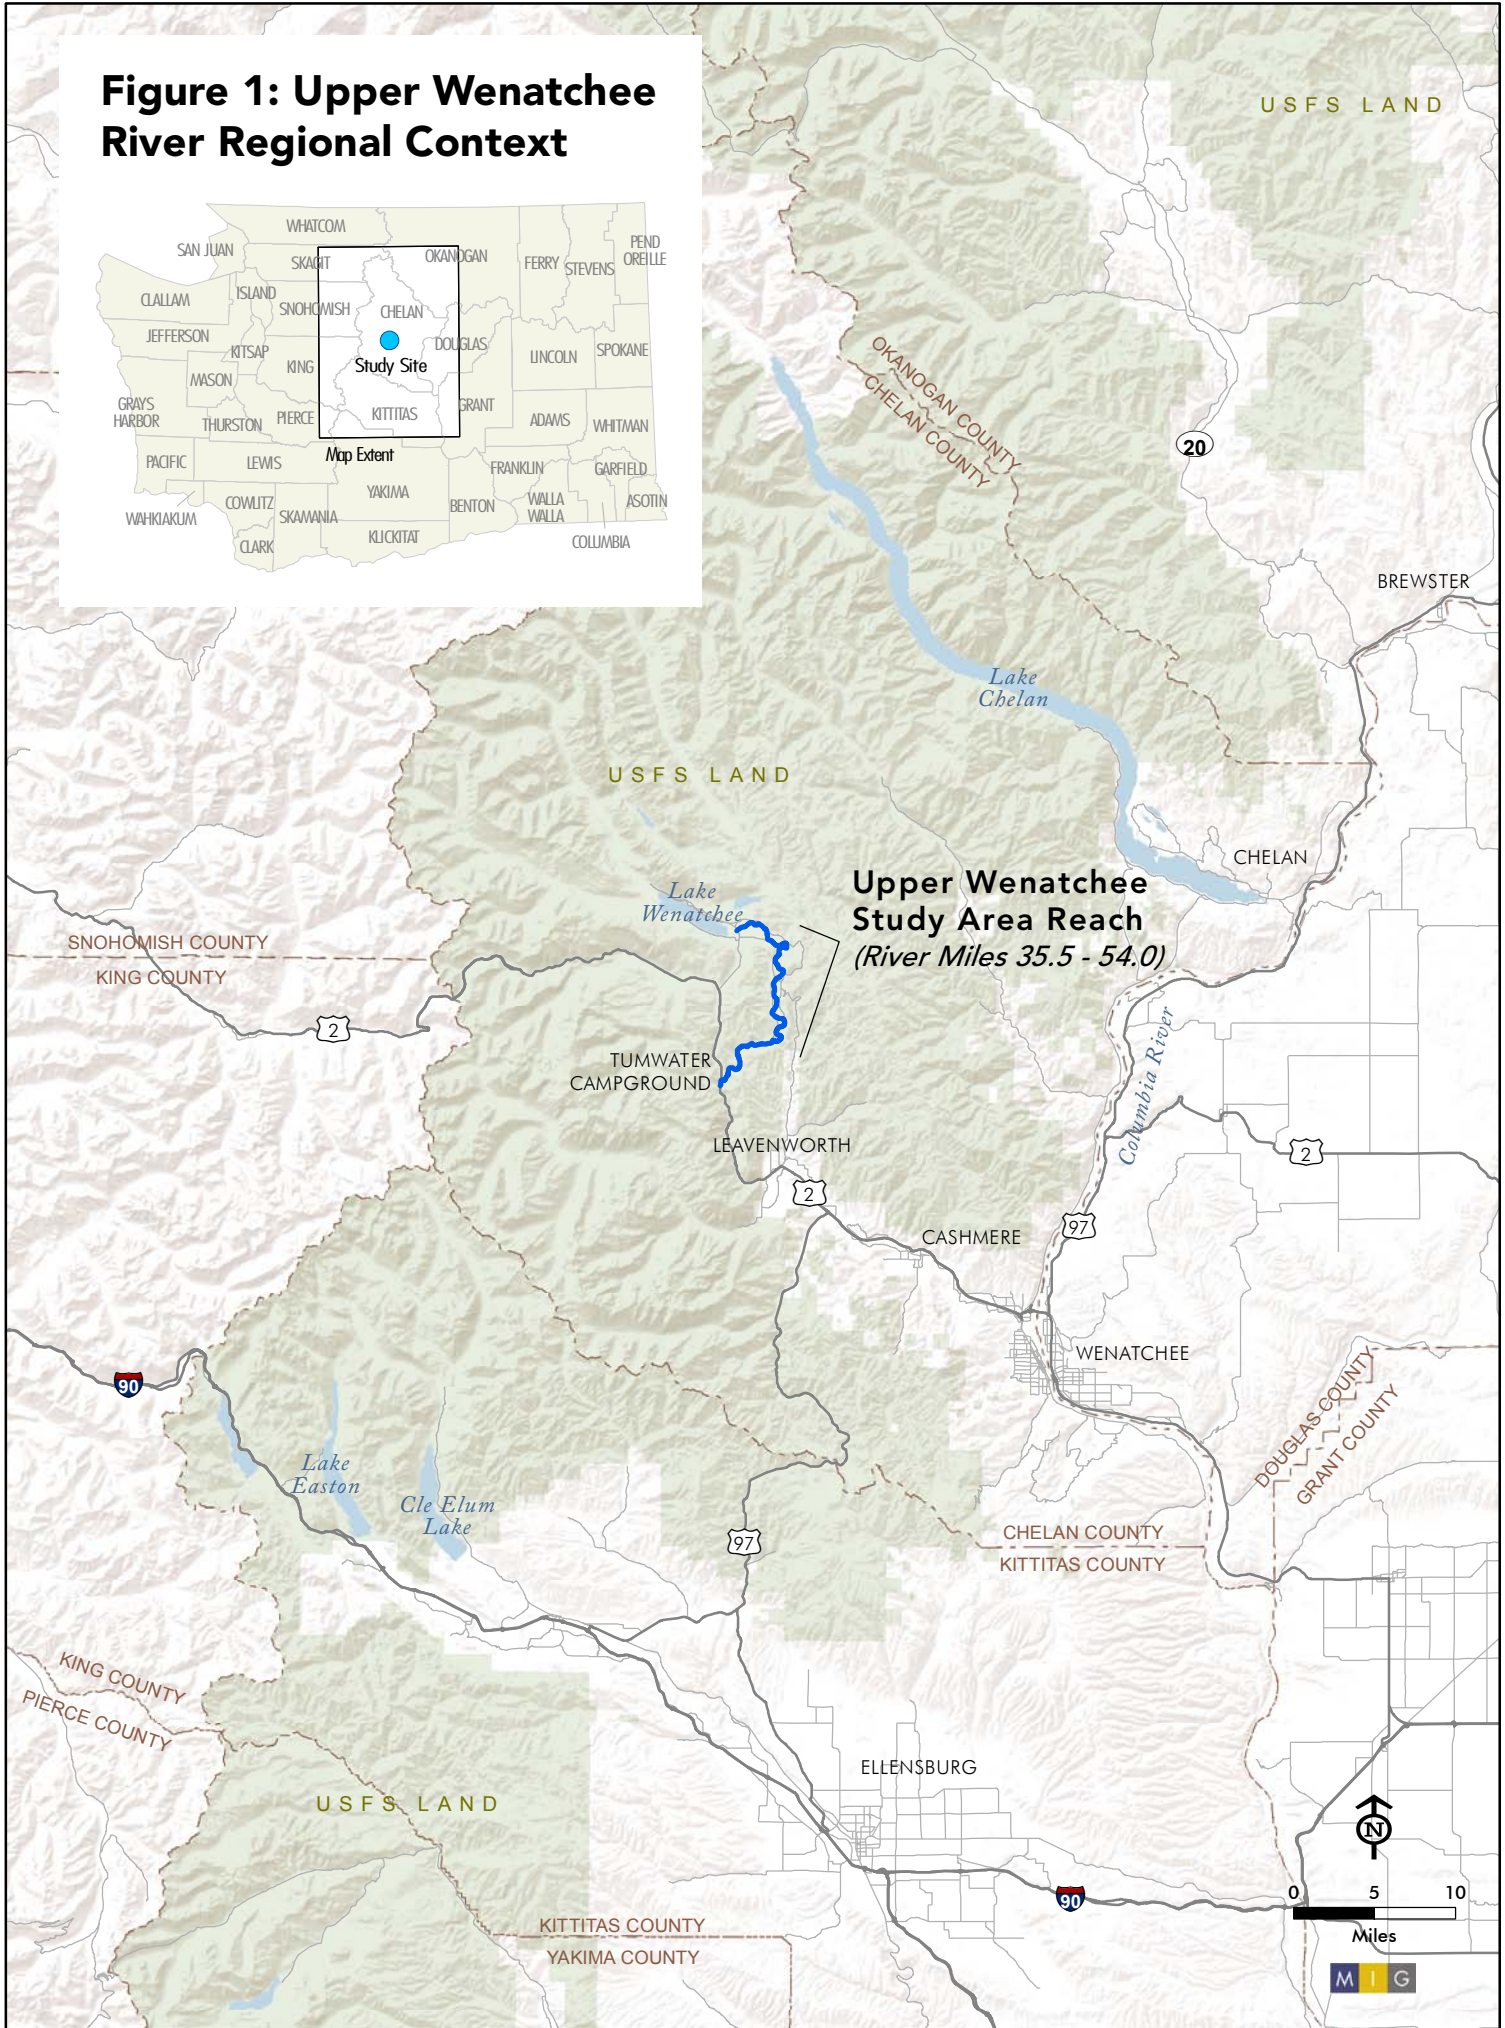 Figure 1: Upper Wenatchee
River Regional Context
WHATCOM
SAN JUAN
SKAGIT
OKANOGAN
FERRY
STEVENS
PEND
OREILLE
CLALLAM
ISLAND
SNOHOMISH
CHELAN
JEFFERSON
KITSAP
KING
Study Site
DOUGLAS
LINCOLN
SPOKANE
MASON
GRAYS
HARBOR
THURSTON
PIERCE
KITTITAS
GRANT
ADAMS
WHITMAN
PACIFIC
LEWIS
Map Extent
FRANKLIN
GARFIELD
WAHKIAKUM
COWLITZ
SKAMANIA
YAKIMA
BENTON
WALLA
WALLA
ASOTIN
CLARK
KLICKITAT
COLUMBIA
USFS LAND
OKANOGAN COUNTY
CHELAN COUNTY
20
BREWSTER
Lake
Chelan
USFS LAND
CHELAN
Lake
Wenatchee
Upper Wenatchee
Study Area Reach
(River Miles 35.5 - 54.0)
SNOHOMISH COUNTY
KING COUNTY
2
TUMWATER
CAMPGROUND
Columbia River
LEAVENWORTH
2
2
97
CASHMERE
WENATCHEE
90
DOUGLAS COUNTY
GRANT COUNTY
Lake
Easton
Cle Elum
Lake
97
CHELAN COUNTY
KITTITAS COUNTY
KING COUNTY
PIERCE COUNTY
ELLENSBURG
USFS LAND
N
90
0 5 10
Miles
KITTITAS COUNTY
YAKIMA COUNTY
M I G